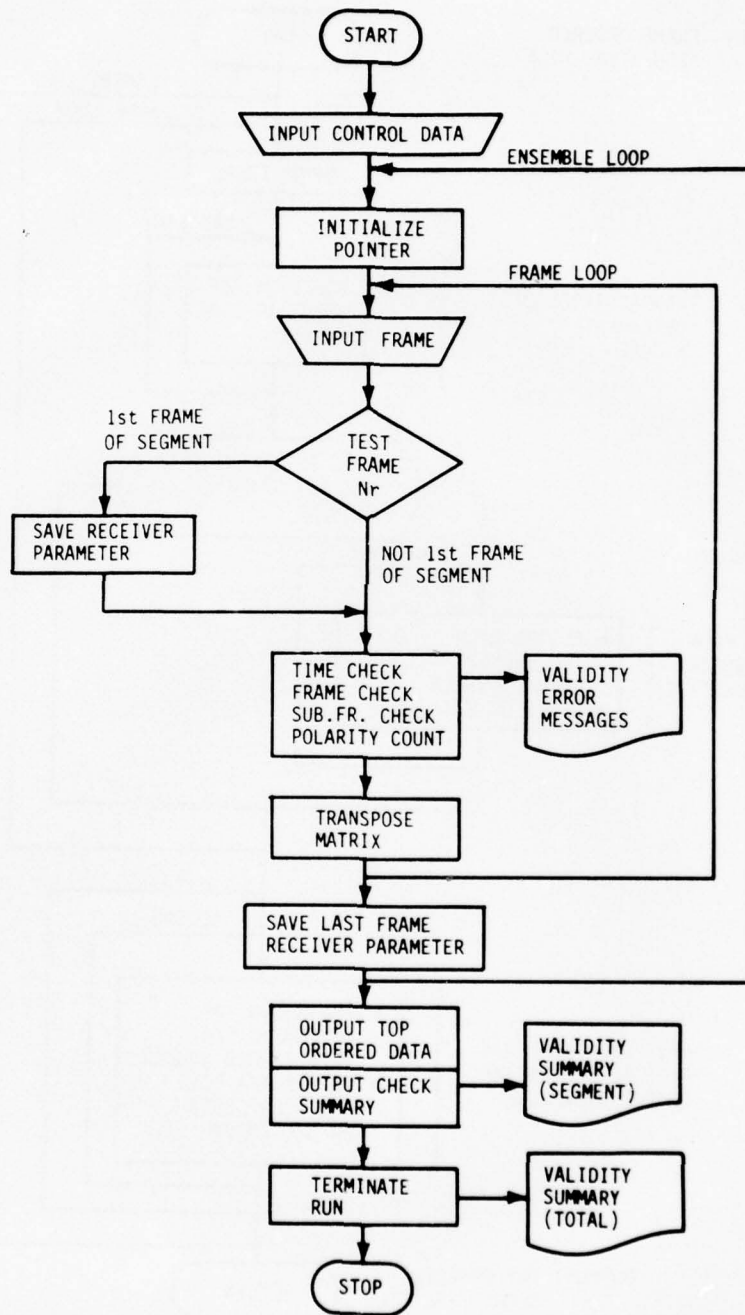 START
INPUT CONTROL DATA
ENSEMBLE LOOP
INITIALIZE
POINTER
FRAME LOOP
INPUT FRAME
1st FRAME
OF SEGMENT
TEST
FRAME
Nr
SAVE RECEIVER
PARAMETER
NOT 1st FRAME
OF SEGMENT
TIME CHECK
FRAME CHECK
SUB.FR. CHECK
POLARITY COUNT
VALIDITY
ERROR
MESSAGES
TRANSPOSE
MATRIX
SAVE LAST FRAME
RECEIVER PARAMETER
OUTPUT TOP
ORDERED DATA
OUTPUT CHECK
SUMMARY
VALIDITY
SUMMARY
(SEGMENT)
TERMINATE
RUN
VALIDITY
SUMMARY
(TOTAL)
STOP